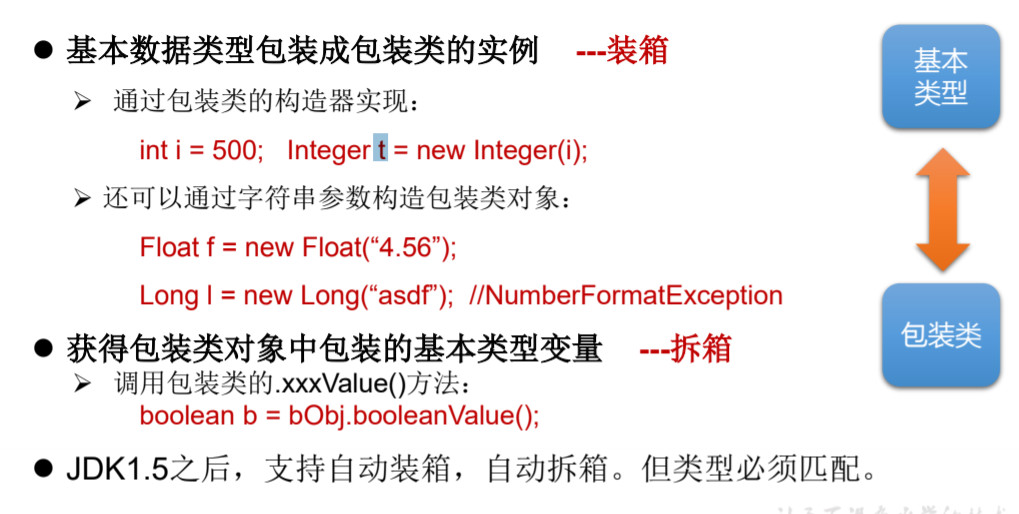 ● 基本数据类型包装成包装类的实例 ---装箱
➢ 通过包装类的构造器实现：
int i = 500; Integer t = new Integer(i);
➢ 还可以通过字符串参数构造包装类对象：
Float f = new Float(“4.56”);
Long l = new Long(“asdf”); //NumberFormatException
● 获得包装类对象中包装的基本类型变量 ---拆箱
➢ 调用包装类的.xxxValue()方法：
boolean b = bObj.booleanValue();
● JDK1.5之后，支持自动装箱，自动拆箱。但类型必须匹配。
基本
类型
包装类